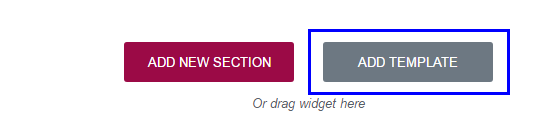 ADD NEW SECTION ADD TEMPLATE
Or drag widget here